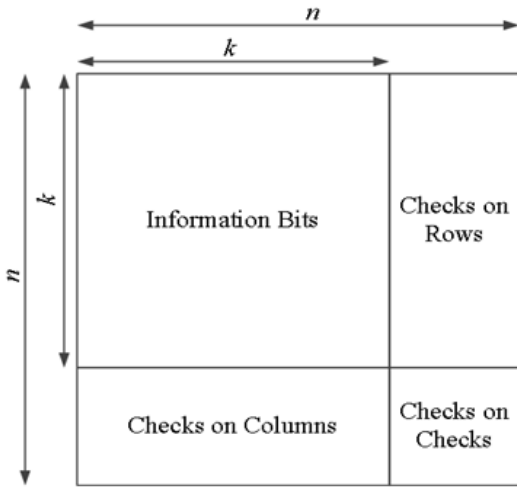 n
k
k
n
Information Bits
Checks on
Rows
Checks on Columns
Checks on
Checks